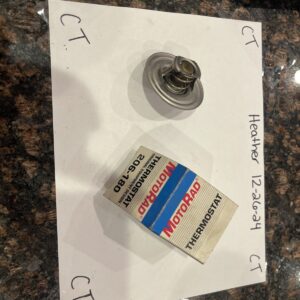 CT
CT
Heather 12-26-24
CT
CT
THERMOSTAT
206-180
MOTORAD
MOTORAD
THERMOSTAT